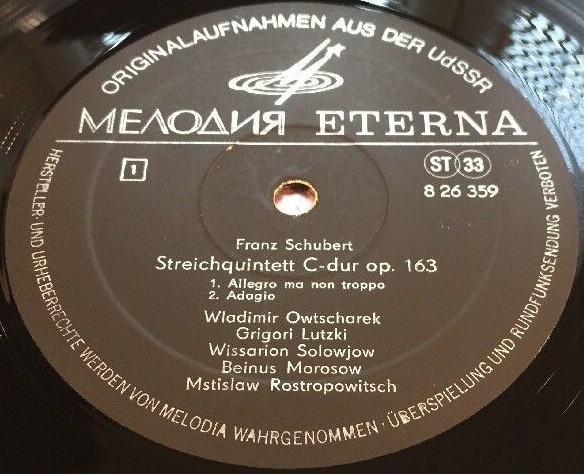 ORIGINALAUFNAHMEN AUS DER UdSSR
МЕЛОДИЯ ETERNA
1
ST 33
8 26 359
Franz Schubert
Streichquintett C-dur op. 163
1. Allegro ma non troppo
2. Adagio
Wladimir Owtscharek
Grigori Lutzki
Wissarion Solowjow
Beinus Morosow
Mstislaw Rostropowitsch
HERSTELLER- UND URHEBERRECHTE WERDEN VON MELODIA WAHRGENOMMEN · ÜBERSPIELUNG UND RUNDFUNKSENDUNG VERBOTEN